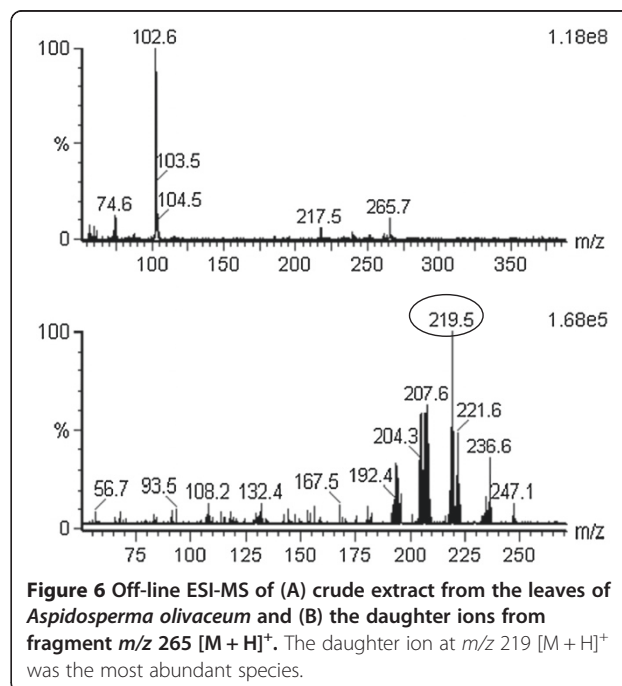 100
102.6
1.18e8
%
103.5
74.6
104.5
217.5
265.7
0
100 150 200 250 300 350 m/z
100
219.5
1.68e5
%
207.6
221.6
204.3
236.6
192.4
56.7 93.5 108.2 132.4 167.5
247.1
0
75 100 125 150 175 200 225 250 m/z
Figure 6 Off-line ESI-MS of (A) crude extract from the leaves of
Aspidosperma olivaceum and (B) the daughter ions from
fragment m/z 265 [M + H]+. The daughter ion at m/z 219 [M + H]+
was the most abundant species.